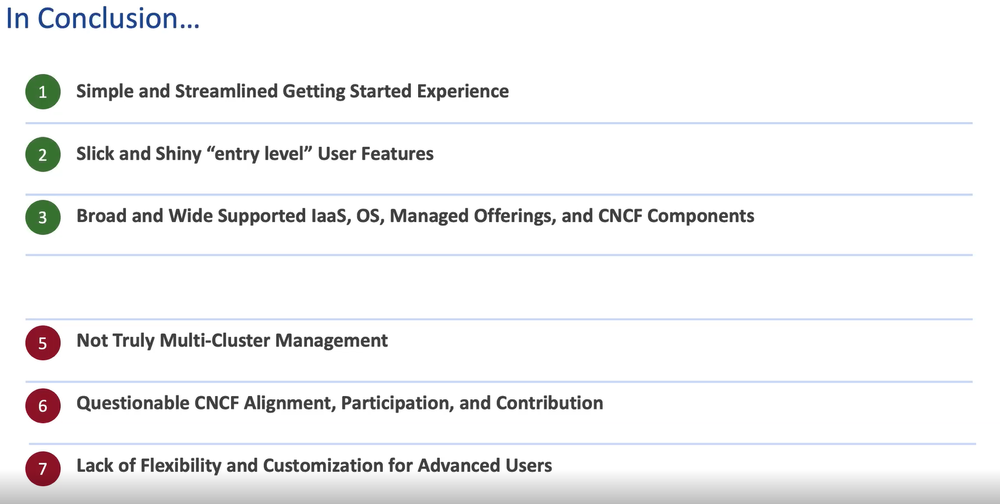 In Conclusion...
1 Simple and Streamlined Getting Started Experience
2 Slick and Shiny “entry level” User Features
3 Broad and Wide Supported IaaS, OS, Managed Offerings, and CNCF Components
5 Not Truly Multi-Cluster Management
6 Questionable CNCF Alignment, Participation, and Contribution
7 Lack of Flexibility and Customization for Advanced Users